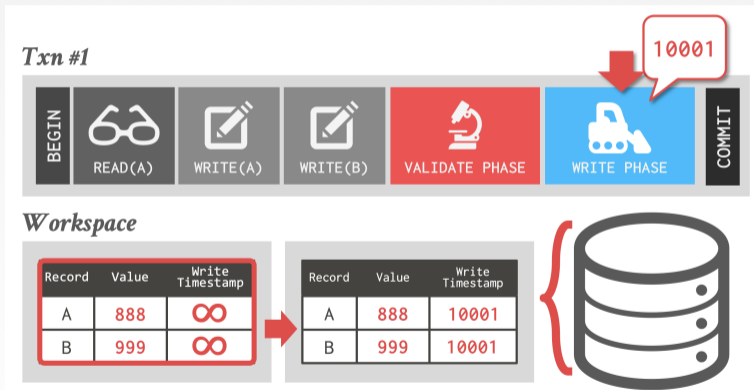 Txn #1
10001
BEGIN
READ(A)
WRITE(A)
WRITE(B)
VALIDATE PHASE
WRITE PHASE
COMMIT
Workspace
Record Value Write Timestamp
A 888 ∞
B 999 ∞
Record Value Write Timestamp
A 888 10001
B 999 10001